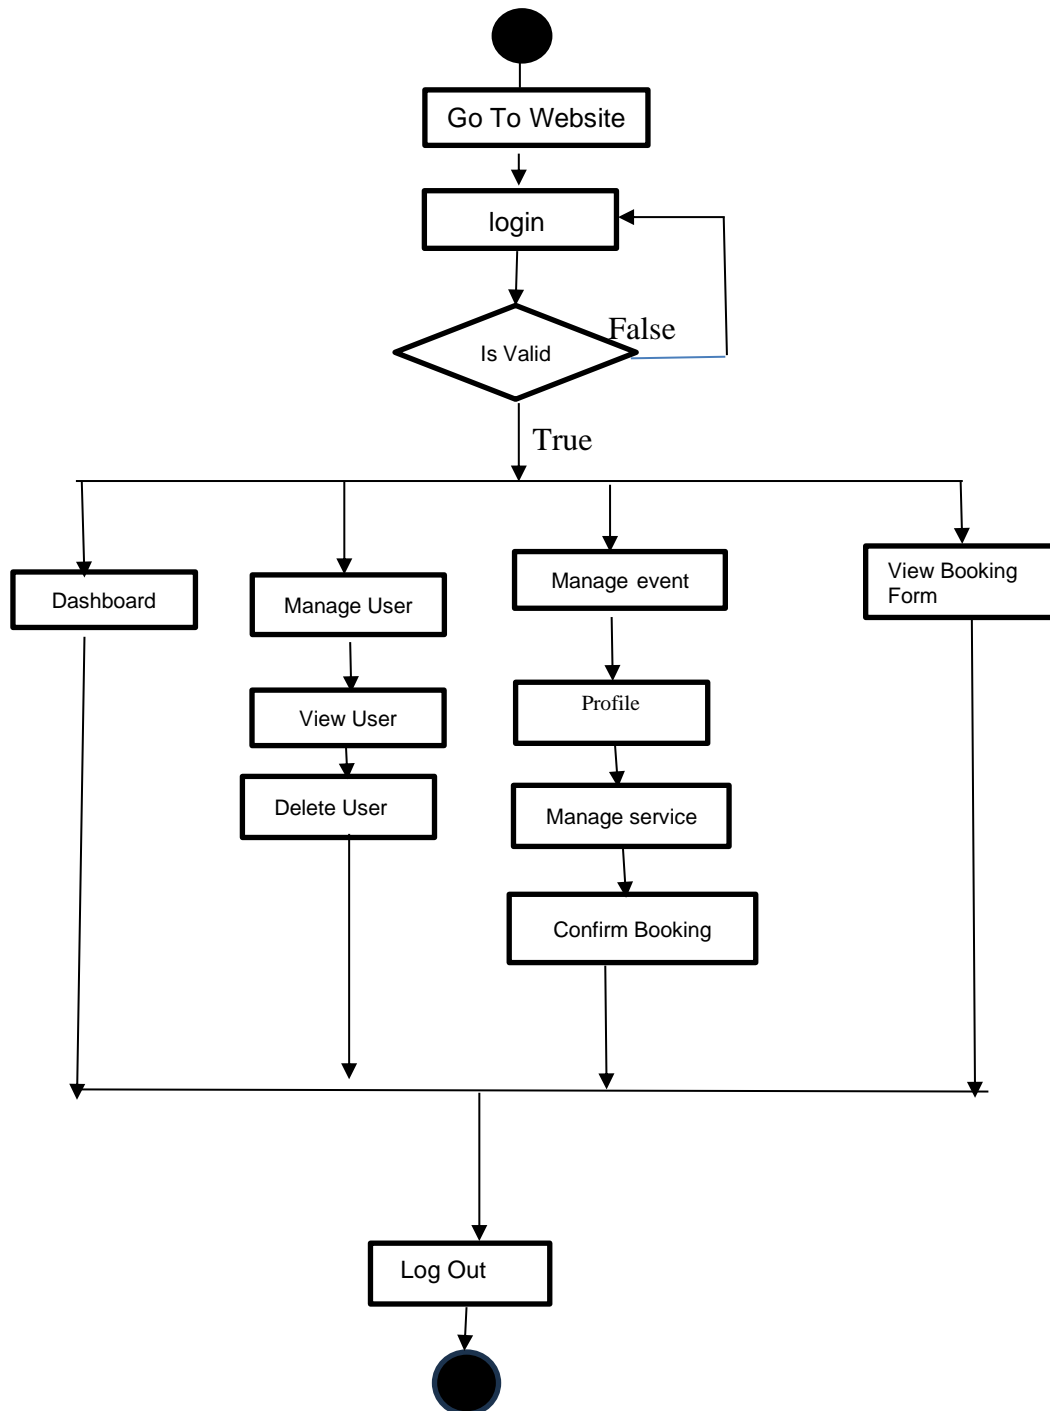 Go To Website
login
False
Is Valid
True
Dashboard
Manage User
Manage event
View Booking
Form
View User
Profile
Delete User
Manage service
Confirm Booking
Log Out